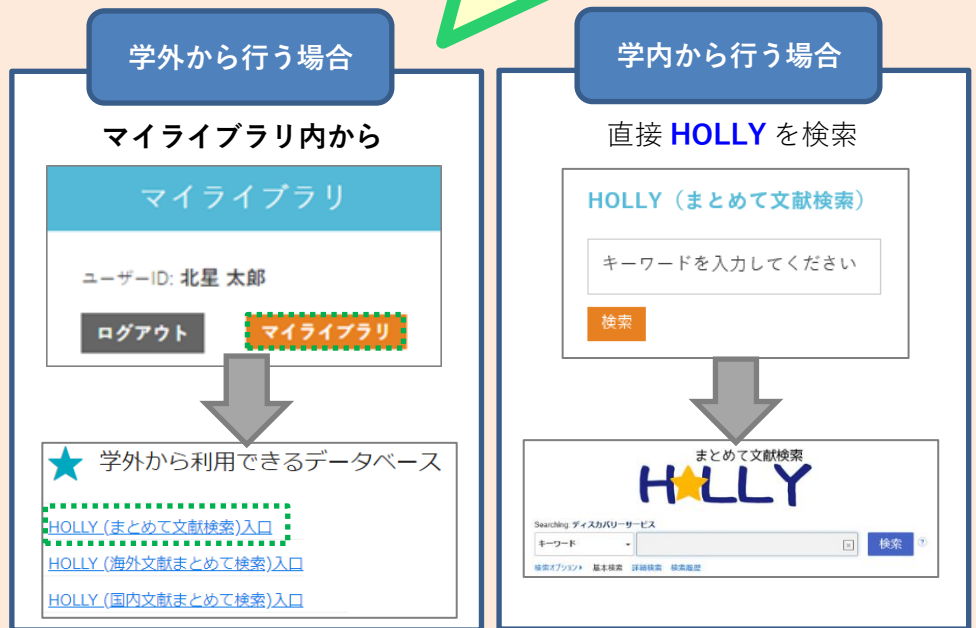 学外から行う場合
マイライブラリ内から
マイライブラリ
ユーザーID: 北星 太郎
ログアウト
マイライブラリ
学外から利用できるデータベース
HOLLY (まとめて文献検索)入口
HOLLY (海外文献まとめて検索)入口
HOLLY (国内文献まとめて検索)入口
学内から行う場合
直接 HOLLY を検索
HOLLY（まとめて文献検索）
キーワードを入力してください
検索
まとめて文献検索
HOLLY
Searching: ディスカバリーサービス
キーワード
検索
検索オプション 基本検索 詳細検索 検索履歴